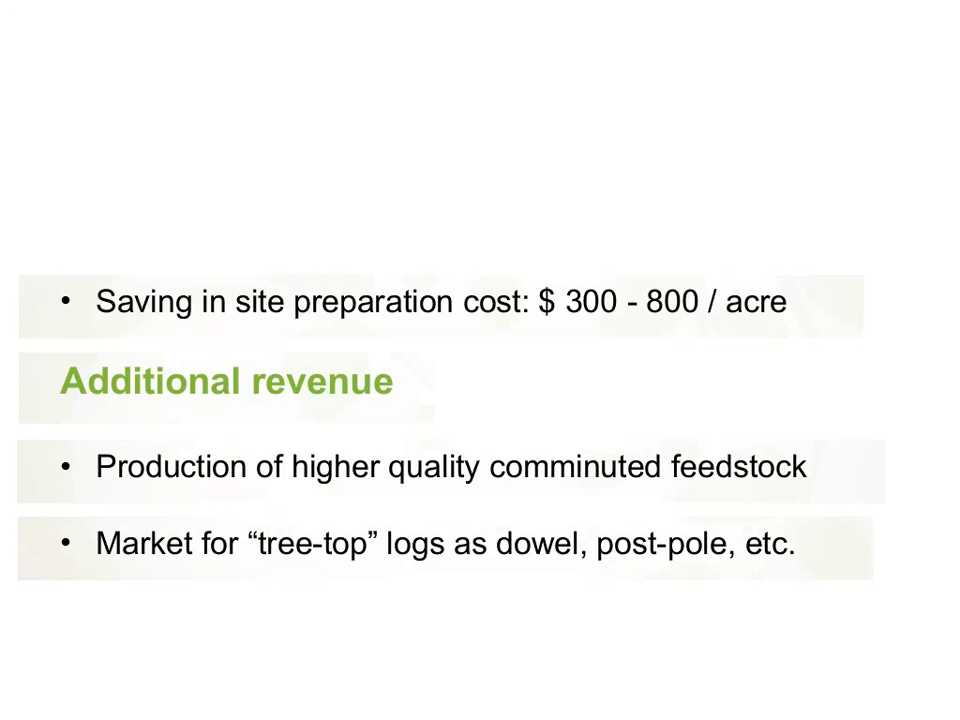 • Saving in site preparation cost: $ 300 - 800 / acre
Additional revenue
• Production of higher quality comminuted feedstock
• Market for “tree-top” logs as dowel, post-pole, etc.